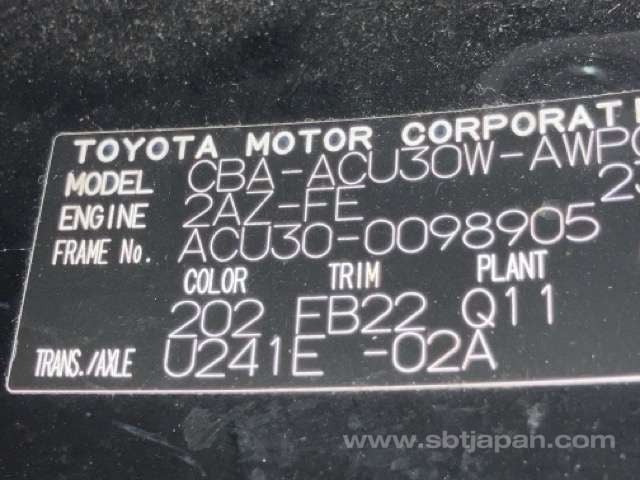 TOYOTA MOTOR CORPORATI
MODEL CBA-ACU30W-AWP
ENGINE 2AZ-FE 23
FRAME No. ACU30-0098905
COLOR TRIM PLANT
202 FB22 Q11
TRANS./AXLE U241E -02A
www.sbtjapan.com